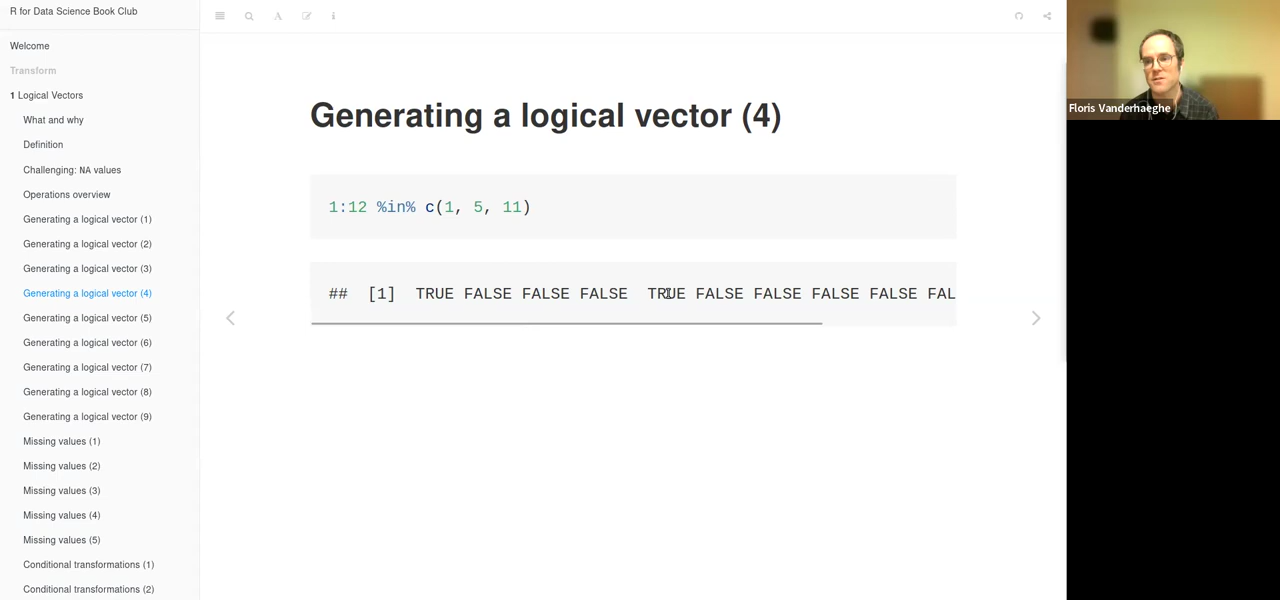 R for Data Science Book Club
Welcome
Transform
1 Logical Vectors
What and why
Definition
Challenging: NA values
Operations overview
Generating a logical vector (1)
Generating a logical vector (2)
Generating a logical vector (3)
Generating a logical vector (4)
Generating a logical vector (5)
Generating a logical vector (6)
Generating a logical vector (7)
Generating a logical vector (8)
Generating a logical vector (9)
Missing values (1)
Missing values (2)
Missing values (3)
Missing values (4)
Missing values (5)
Conditional transformations (1)
Conditional transformations (2)
Generating a logical vector (4)
1:12 %in% c(1, 5, 11)
## [1] TRUE FALSE FALSE FALSE TRUE FALSE FALSE FALSE FALSE FAL
Floris Vanderhaeghe